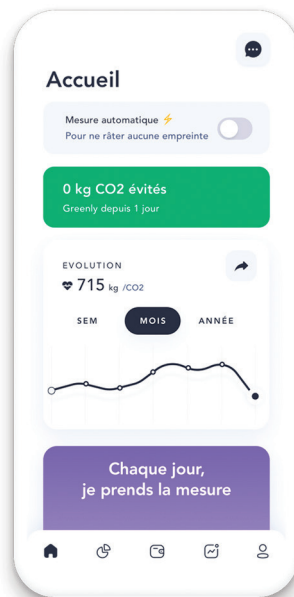 Accueil
Mesure automatique ⚡
Pour ne râter aucune empreinte
0 kg CO2 évités
Greenly depuis 1 jour
EVOLUTION
715 kg /CO2
SEM MOIS ANNÉE
Chaque jour,
je prends la mesure